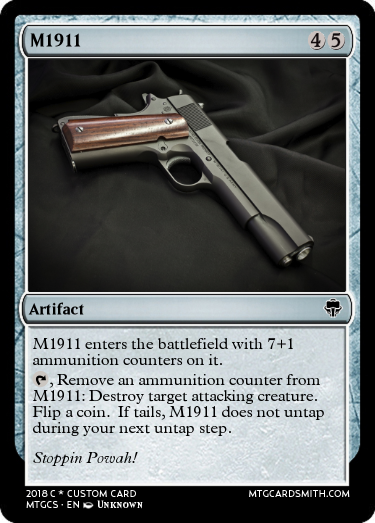 M1911 4 5
Artifact
M1911 enters the battlefield with 7+1
ammunition counters on it.
, Remove an ammunition counter from
M1911: Destroy target attacking creature.
Flip a coin. If tails, M1911 does not untap
during your next untap step.
Stoppin Powah!
2018 C * CUSTOM CARD
MTGCS · EN Unknown
MTGCARDSMITH.COM